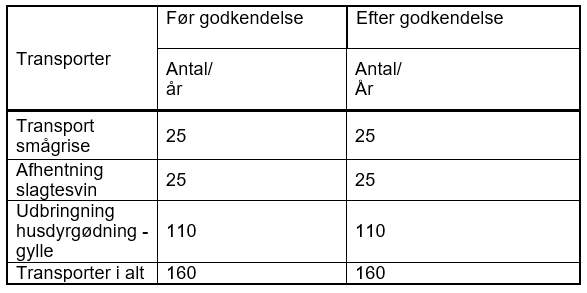 Transporter
Før godkendelse
Efter godkendelse
Antal/
år
Antal/
År
Transport
smågrise
25
25
Afhentning
slagtesvin
25
25
Udbringning
husdyrgødning -
gylle
110
110
Transporter i alt
160
160